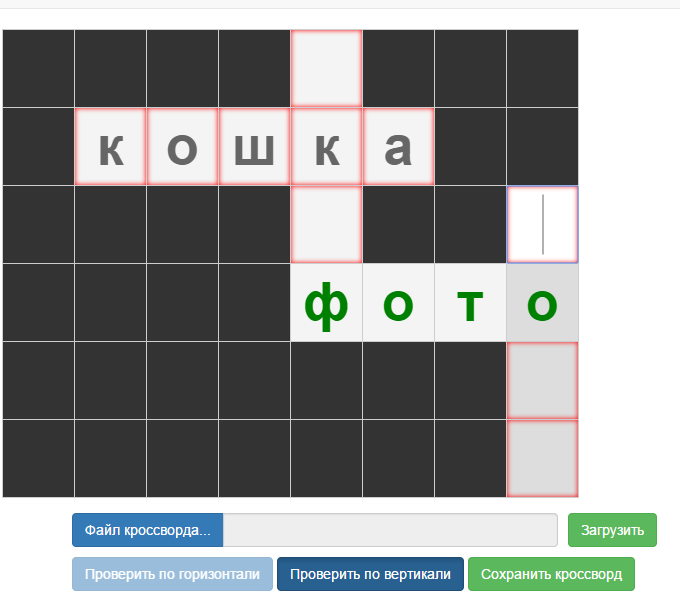 кошка
фото
Файл кроссворда... Загрузить
Проверить по горизонтали Проверить по вертикали Сохранить кроссворд